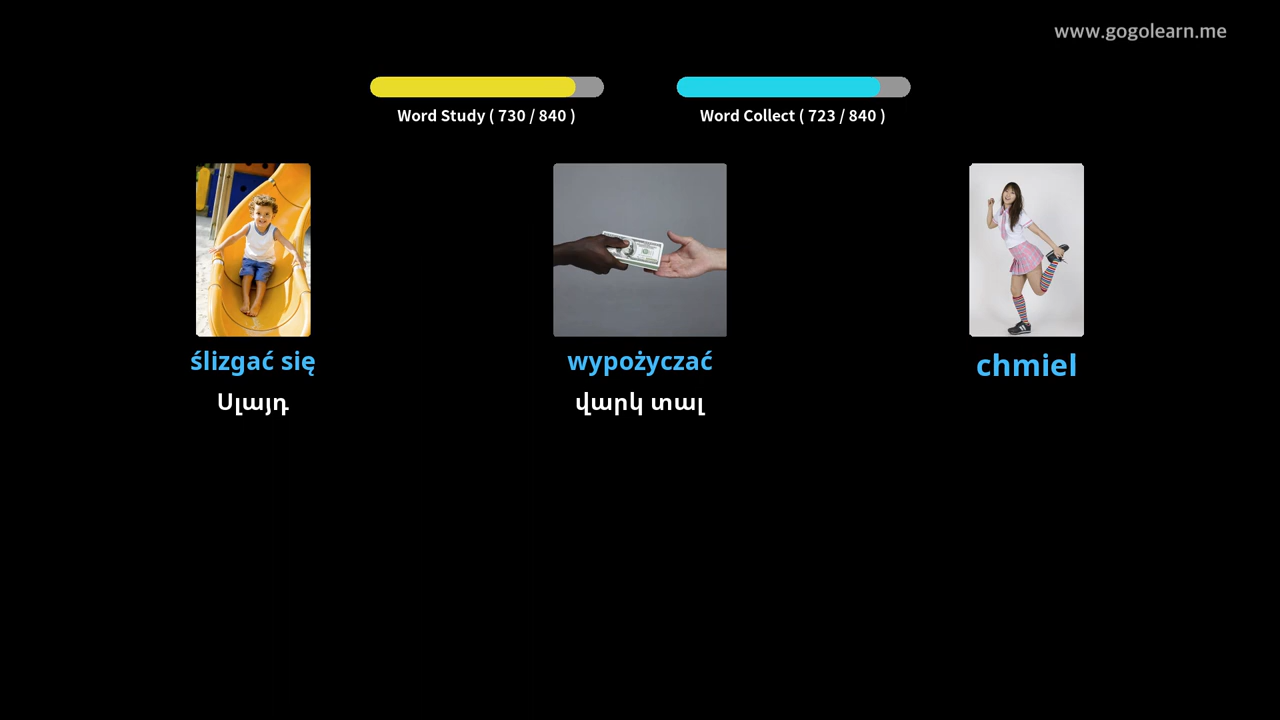 www.gogolearn.me
Word Study ( 730 / 840 )
Word Collect ( 723 / 840 )
ślizgać się
Սլայդ
wypożyczać
վարկ տալ
chmiel